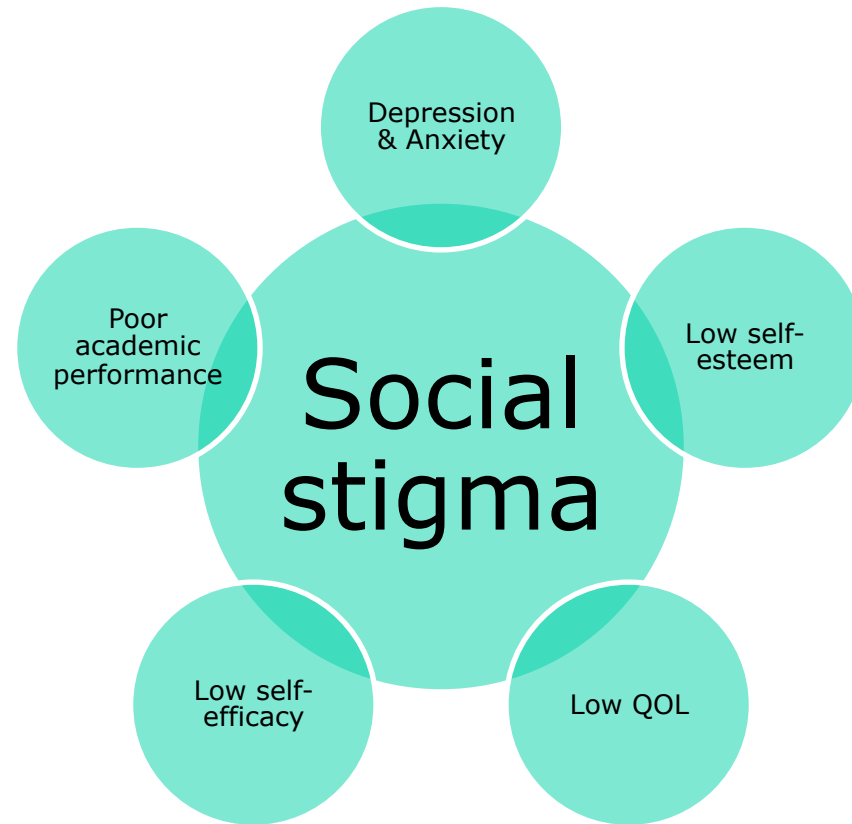 Depression
& Anxiety
Poor
academic
performance
Low self-
esteem
Social
stigma
Low self-
efficacy
Low QOL